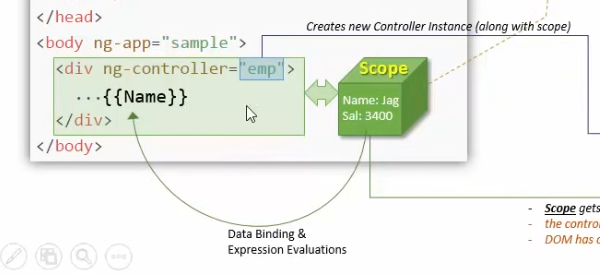 </head>
Creates new Controller Instance (along with scope)
<body ng-app="sample">
<div ng-controller="emp">
Scope
...{{Name}}
Name: Jag
Sal: 3400
</div>
</body>
Data Binding &
Expression Evaluations
- Scope gets
- the contro
- DOM has